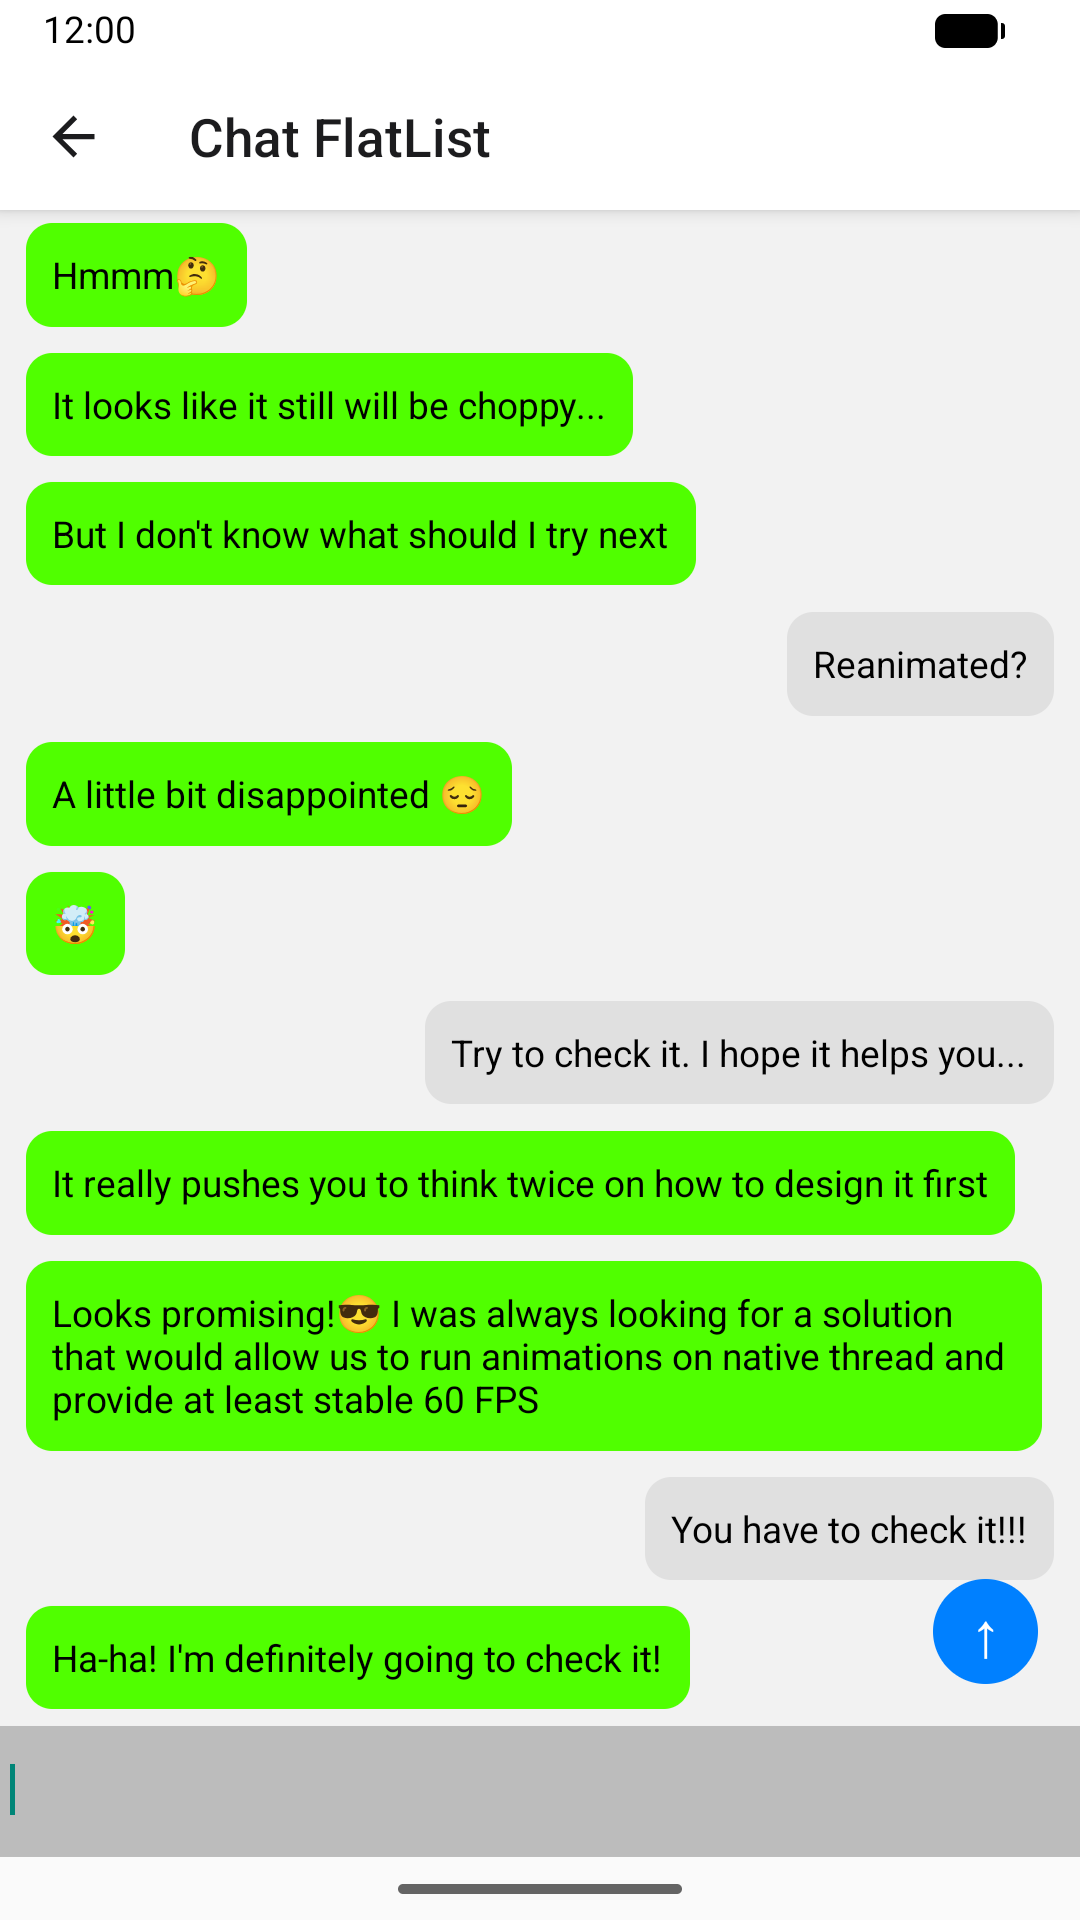 12:00
Chat FlatList
Hmmm🤔
It looks like it still will be choppy...
But I don't know what should I try next
Reanimated?
A little bit disappointed 😔
🤯
Try to check it. I hope it helps you...
It really pushes you to think twice on how to design it first
Looks promising!😎 I was always looking for a solution
that would allow us to run animations on native thread and
provide at least stable 60 FPS
You have to check it!!!
Ha-ha! I'm definitely going to check it!
↑